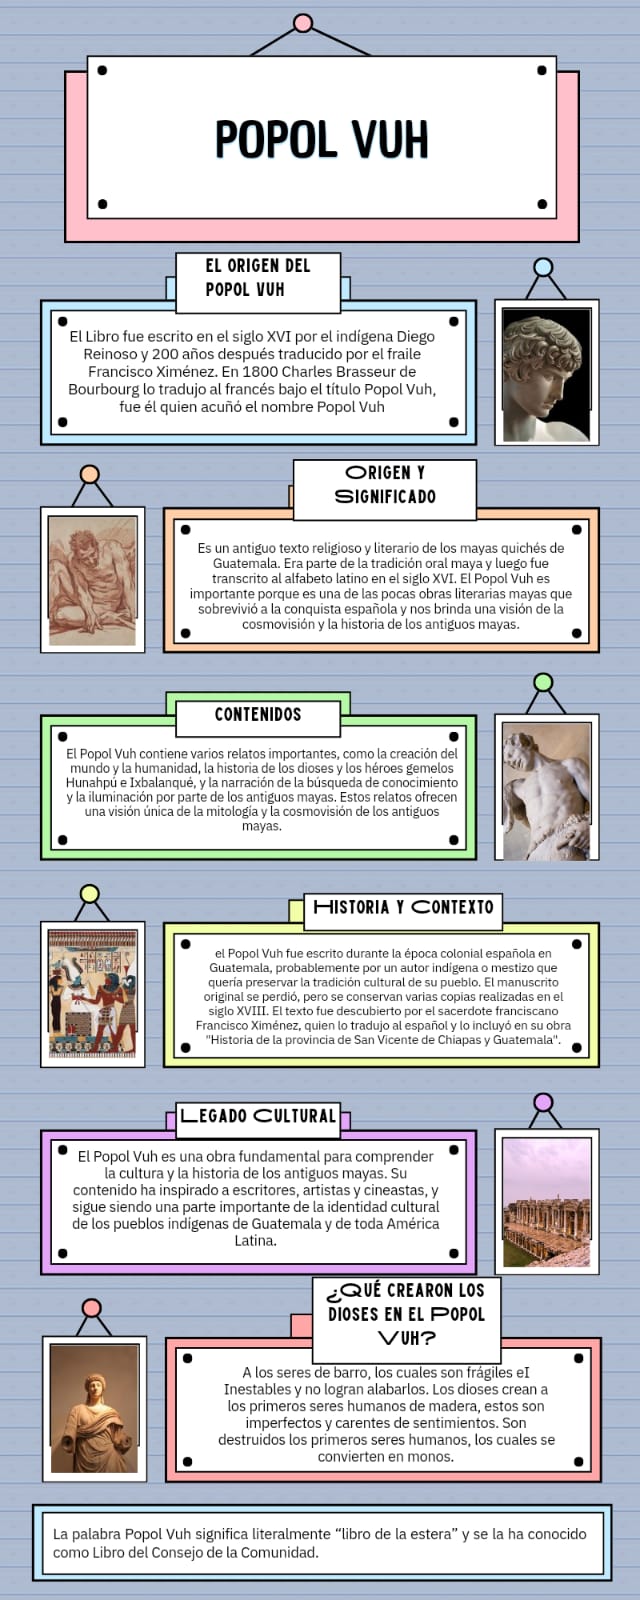 POPOL VUH
EL ORIGEN DEL
POPOL VUH
El Libro fue escrito en el siglo XVI por el indígena Diego
Reinoso y 200 años después traducido por el fraile
Francisco Ximénez. En 1800 Charles Brasseur de
Bourbourg lo tradujo al francés bajo el título Popol Vuh,
fue él quien acuñó el nombre Popol Vuh
ORIGEN Y
SIGNIFICADO
Es un antiguo texto religioso y literario de los mayas quichés de
Guatemala. Era parte de la tradición oral maya y luego fue
transcrito al alfabeto latino en el siglo XVI. El Popol Vuh es
importante porque es una de las pocas obras literarias mayas que
sobrevivió a la conquista española y nos brinda una visión de la
cosmovisión y la historia de los antiguos mayas.
CONTENIDOS
El Popol Vuh contiene varios relatos importantes, como la creación del
mundo y la humanidad, la historia de los dioses y los héroes gemelos
Hunahpú e Ixbalanqué, y la narración de la búsqueda de conocimiento
y la iluminación por parte de los antiguos mayas. Estos relatos ofrecen
una visión única de la mitología y la cosmovisión de los antiguos
mayas.
HISTORIA Y CONTEXTO
el Popol Vuh fue escrito durante la época colonial española en
Guatemala, probablemente por un autor indígena o mestizo que
quería preservar la tradición cultural de su pueblo. El manuscrito
original se perdió, pero se conservan varias copias realizadas en el
siglo XVIII. El texto fue descubierto por el sacerdote franciscano
Francisco Ximénez, quien lo tradujo al español y lo incluyó en su obra
"Historia de la provincia de San Vicente de Chiapas y Guatemala".
LEGADO CULTURAL
El Popol Vuh es una obra fundamental para comprender
la cultura y la historia de los antiguos mayas. Su
contenido ha inspirado a escritores, artistas y cineastas, y
sigue siendo una parte importante de la identidad cultural
de los pueblos indígenas de Guatemala y de toda América
Latina.
¿QUÉ CREARON LOS
DIOSES EN EL POPOL
VUH?
A los seres de barro, los cuales son frágiles eI
Inestables y no logran alabarlos. Los dioses crean a
los primeros seres humanos de madera, estos son
imperfectos y carentes de sentimientos. Son
destruidos los primeros seres humanos, los cuales se
convierten en monos.
La palabra Popol Vuh significa literalmente “libro de la estera” y se la ha conocido
como Libro del Consejo de la Comunidad.